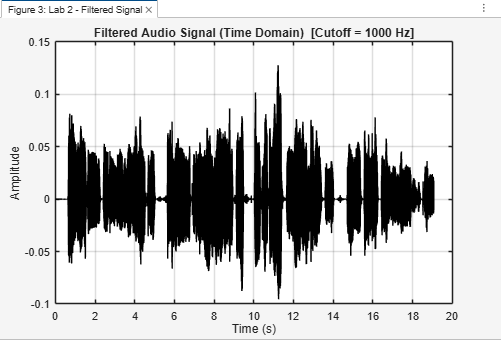 Figure 3: Lab 2 - Filtered Signal ×
Filtered Audio Signal (Time Domain)  [Cutoff = 1000 Hz]
0.15
0.1
0.05
0
-0.05
-0.1
Amplitude
0 2 4 6 8 10 12 14 16 18 20
Time (s)